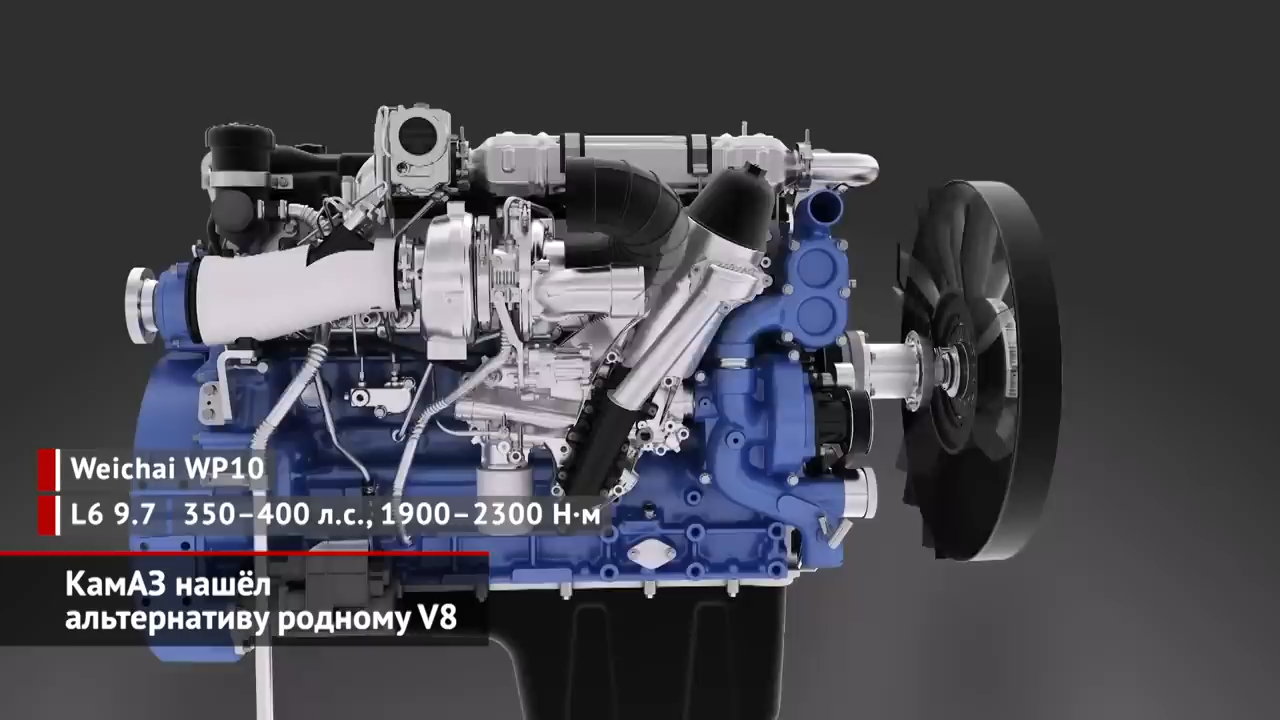 Weichai WP10
L6 9.7 350–400 л.с., 1900–2300 Н·м
КамАЗ нашёл
альтернативу родному V8